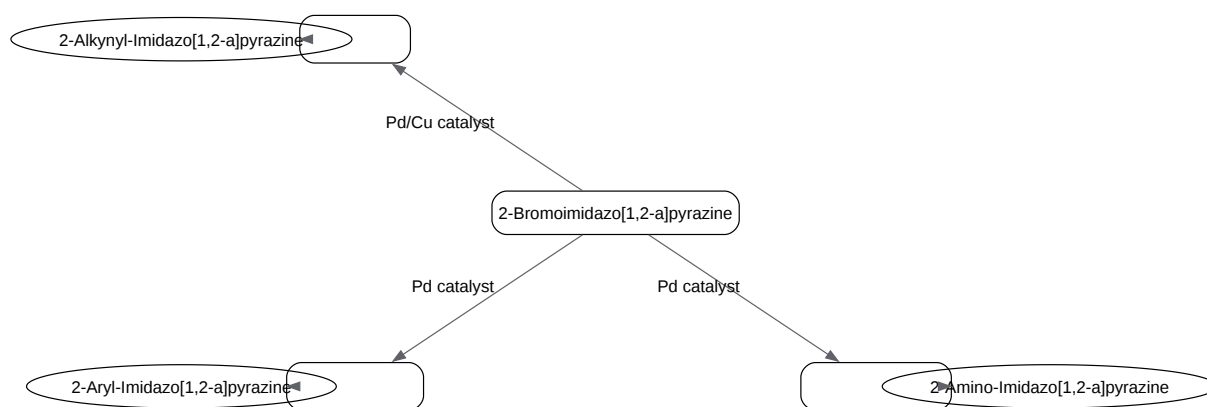 2-Alkynyl-Imidazo[1,2-a]pyrazine
Pd/Cu catalyst
2-Bromoimidazo[1,2-a]pyrazine
Pd catalyst
Pd catalyst
2-Aryl-Imidazo[1,2-a]pyrazine
2-Amino-Imidazo[1,2-a]pyrazine